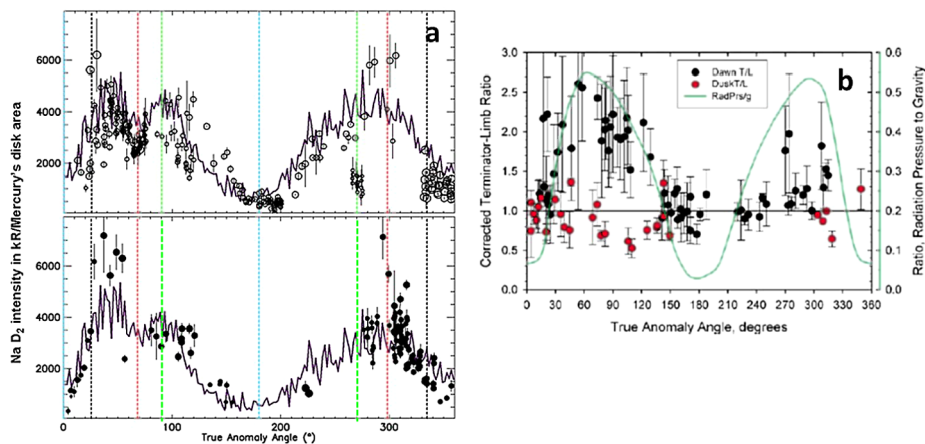 a
6000
4000
2000
6000
4000
2000
Na D₂ intensity in kR/Mercury's disk area
0
100
200
300
True Anomaly Angle (°)
b
Dawn T/L
DuskT/L
RadPrs/g
3.0
2.5
2.0
1.5
1.0
0.5
0.0
Corrected Terminator-Limb Ratio
0.6
0.5
0.4
0.3
0.2
0.1
0.0
Ratio, Radiation Pressure to Gravity
0 30 60 90 120 150 180 210 240 270 300 330 360
True Anomaly Angle, degrees